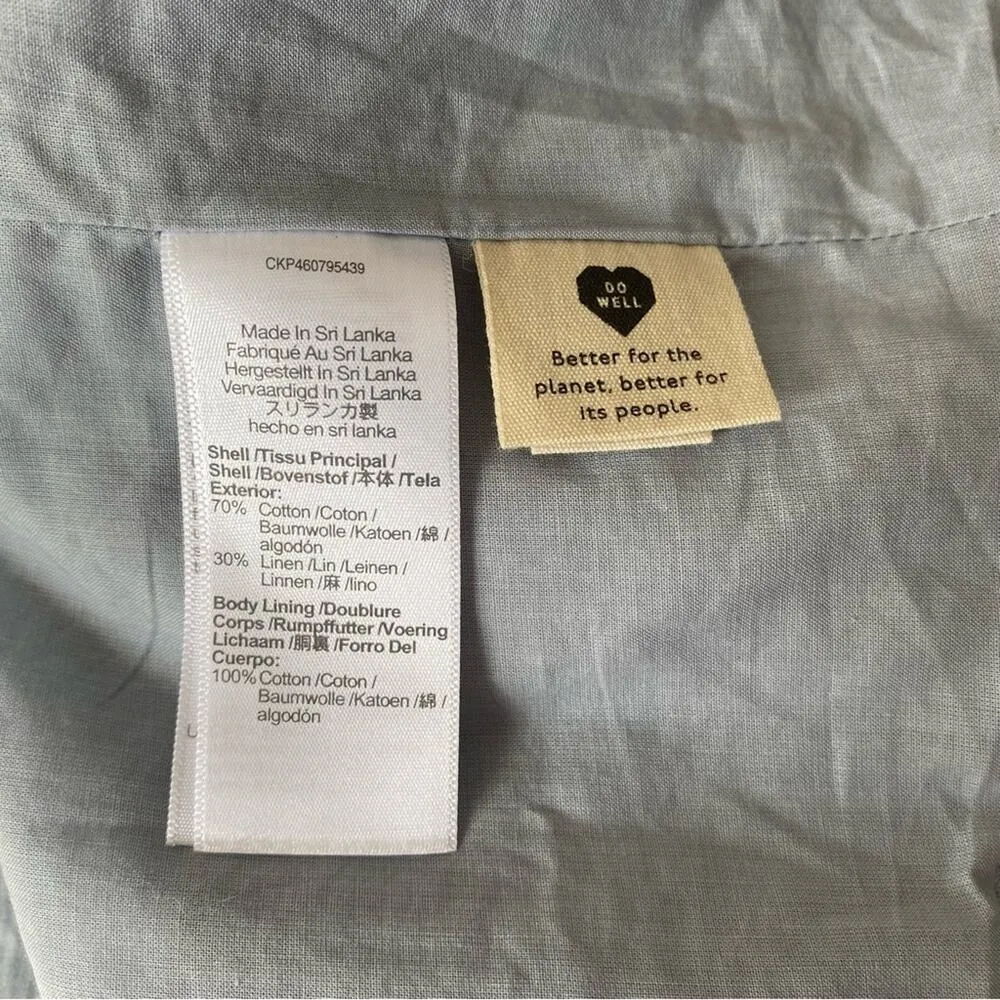 CKP460795439
Made In Sri Lanka
Fabriqué Au Sri Lanka
Hergestellt In Sri Lanka
Vervaardigd In Sri Lanka
スリランカ製
hecho en sri lanka
Shell /Tissu Principal /
Shell /Bovenstof /本体 /Tela
Exterior:
70% Cotton /Coton /
Baumwolle /Katoen /綿 /
algodón
30% Linen /Lin /Leinen /
Linnen /麻 /lino
Body Lining /Doublure
Corps /Rumpffutter /Voering
Lichaam /胴裏 /Forro Del
Cuerpo:
100% Cotton /Coton /
Baumwolle /Katoen /綿 /
algodón
DO
WELL
Better for the
planet, better for
its people.